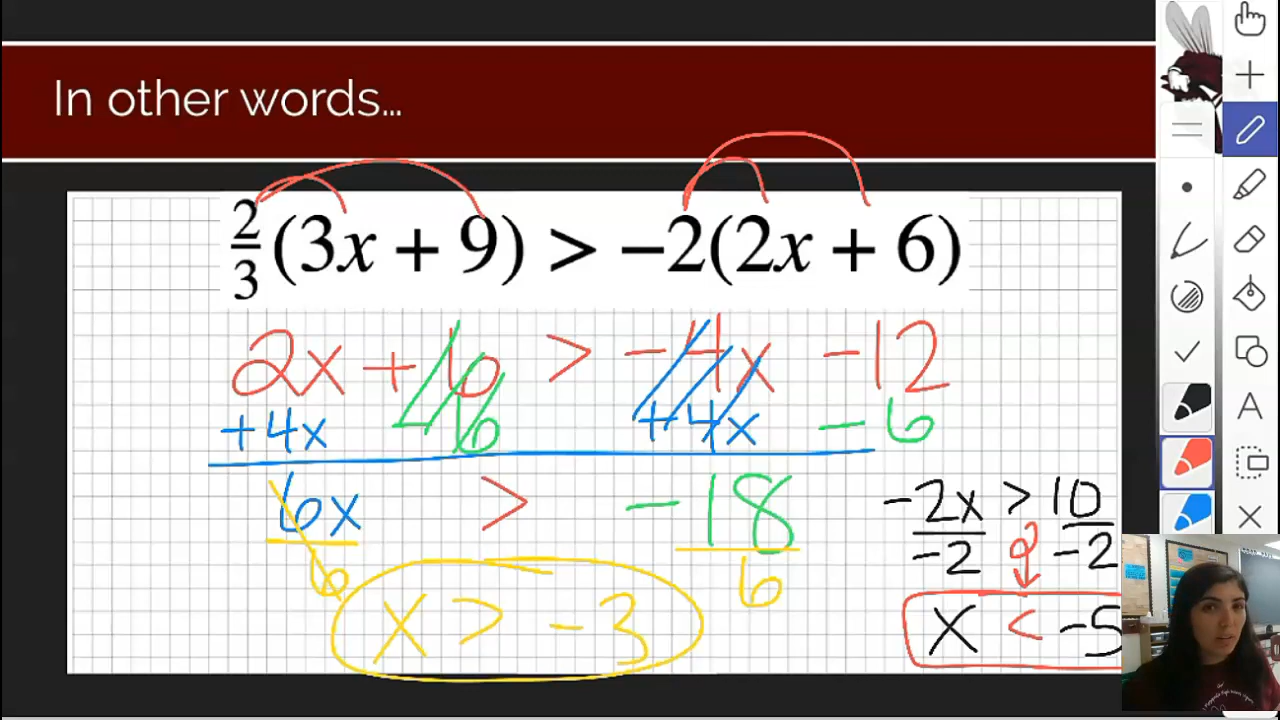 In other words…
2/3(3x + 9) > −2(2x + 6)
2x + 6 > -4x -12
+4x -6 +4x -6
6x > -18
6 6
x > -3
-2x > 10
-2 -2
x < -5
A